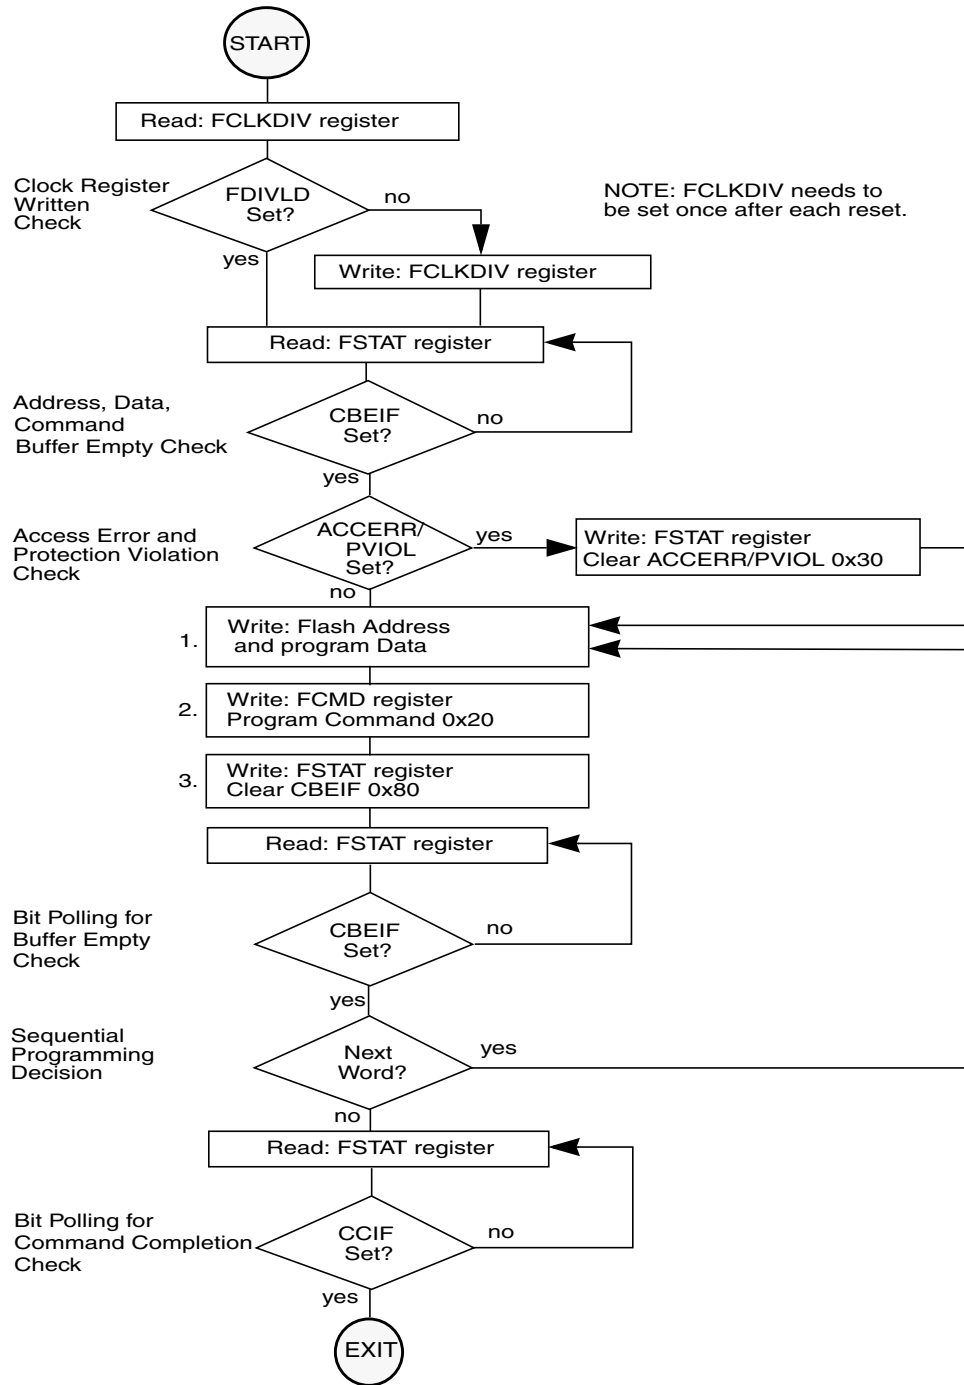 START
Read: FCLKDIV register
Clock Register
Written
Check
FDIVLD
Set?
no
yes
NOTE: FCLKDIV needs to
be set once after each reset.
Write: FCLKDIV register
Read: FSTAT register
Address, Data,
Command
Buffer Empty Check
CBEIF
Set?
no
yes
Access Error and
Protection Violation
Check
ACCERR/
PVIOL
Set?
yes
no
Write: FSTAT register
Clear ACCERR/PVIOL 0x30
1.
Write: Flash Address
and program Data
2.
Write: FCMD register
Program Command 0x20
3.
Write: FSTAT register
Clear CBEIF 0x80
Read: FSTAT register
Bit Polling for
Buffer Empty
Check
CBEIF
Set?
no
yes
Sequential
Programming
Decision
Next
Word?
yes
no
Read: FSTAT register
Bit Polling for
Command Completion
Check
CCIF
Set?
no
yes
EXIT